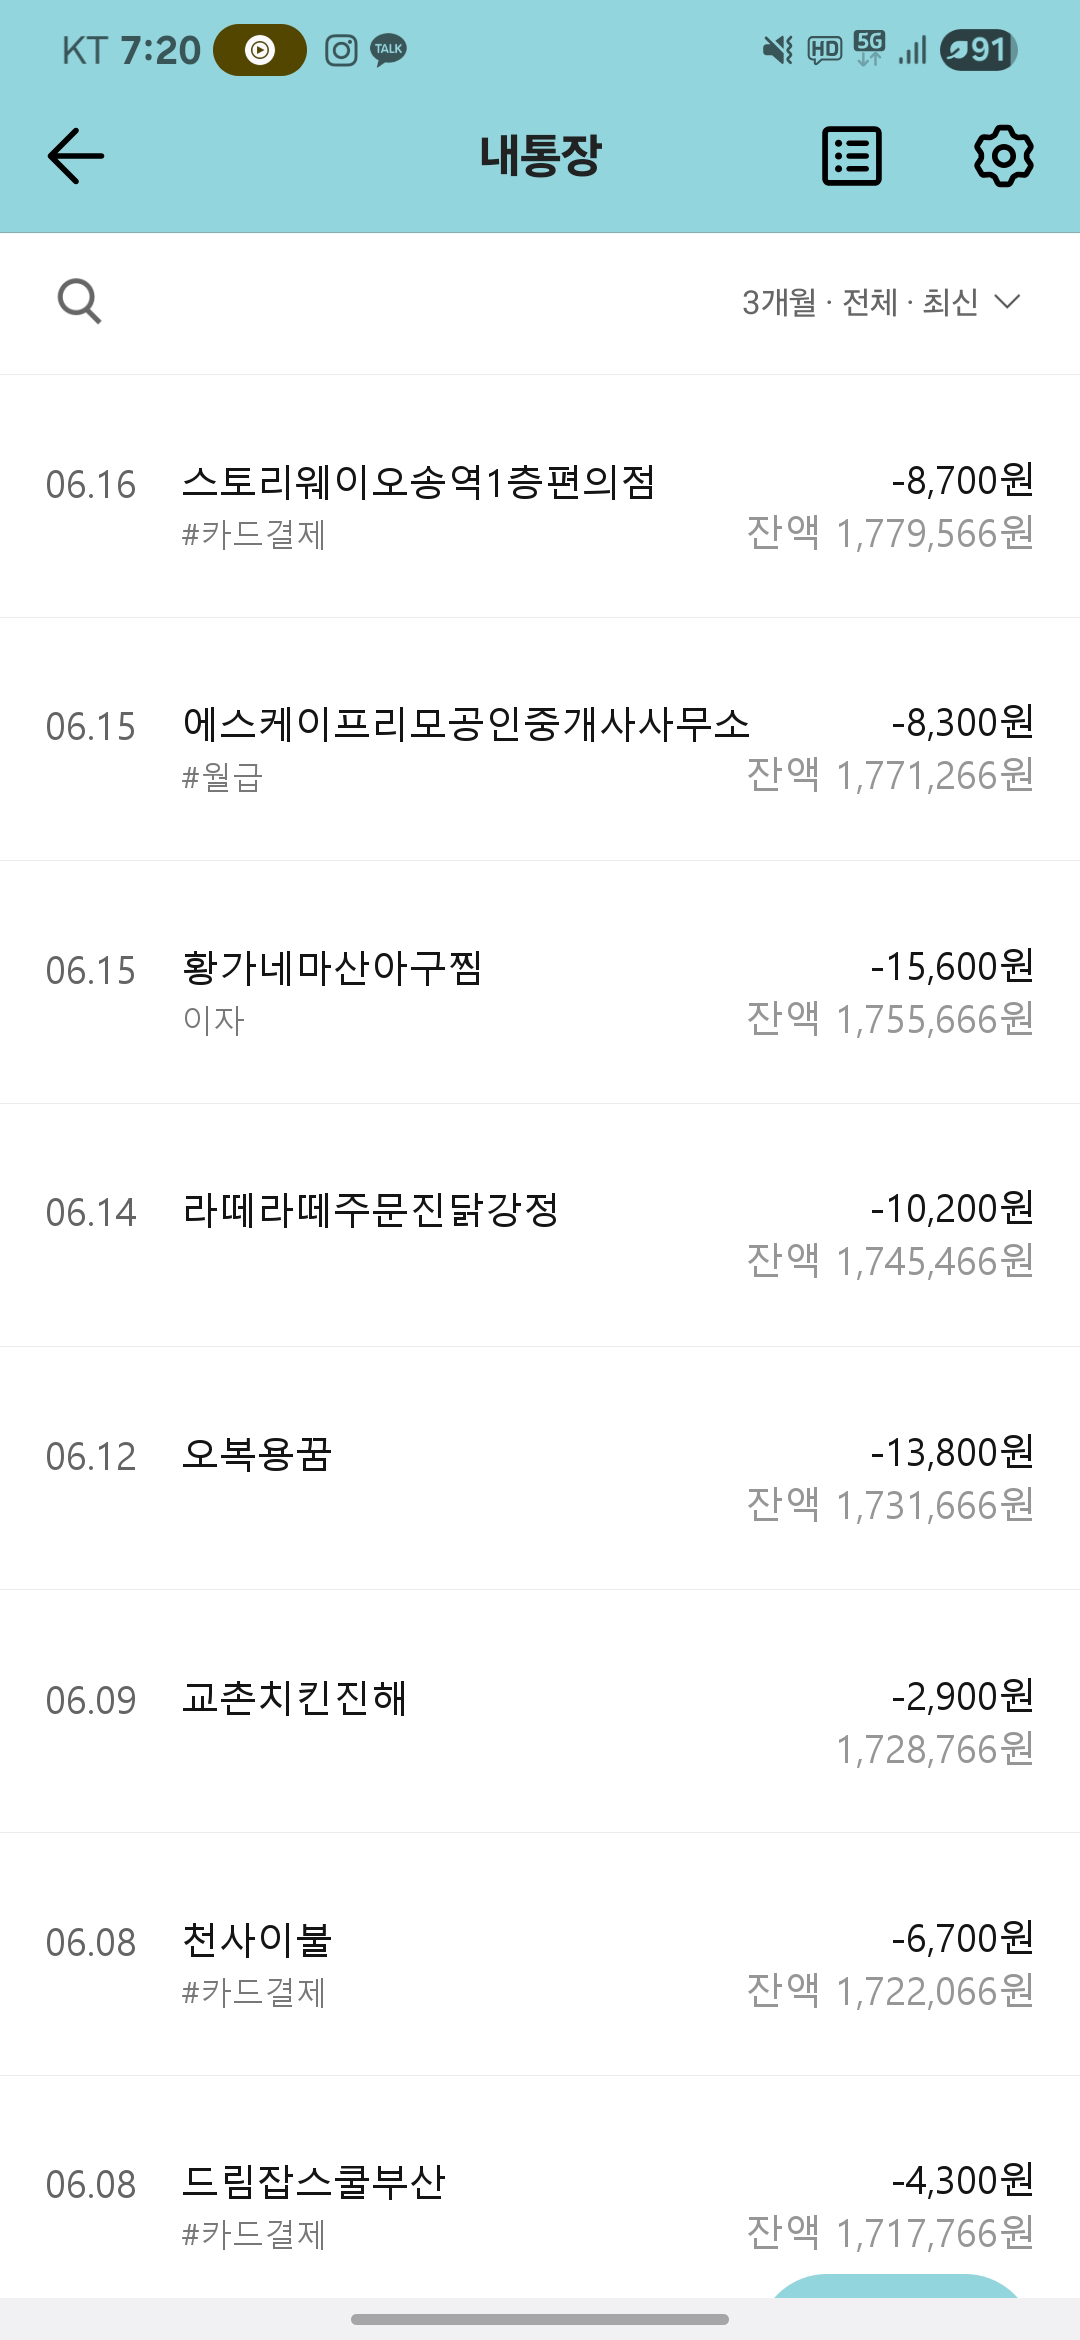 KT 7:20 TALK HD 5G 91
내통장
3개월 · 전체 · 최신
06.16 스토리웨이오송역1층편의점 -8,700원
#카드결제 잔액 1,779,566원
06.15 에스케이프리모공인중개사사무소 -8,300원
#월급 잔액 1,771,266원
06.15 황가네마산아구찜 -15,600원
이자 잔액 1,755,666원
06.14 라떼라떼주문진닭강정 -10,200원
잔액 1,745,466원
06.12 오복용꿈 -13,800원
잔액 1,731,666원
06.09 교촌치킨진해 -2,900원
1,728,766원
06.08 천사이불 -6,700원
#카드결제 잔액 1,722,066원
06.08 드림잡스쿨부산 -4,300원
#카드결제 잔액 1,717,766원